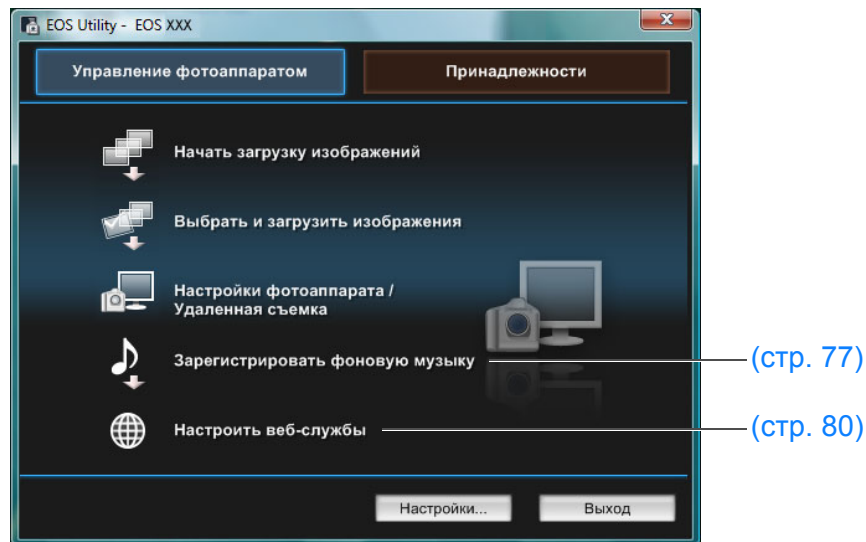 EOS Utility - EOS XXX
Управление фотоаппаратом
Принадлежности
Начать загрузку изображений
Выбрать и загрузить изображения
Настройки фотоаппарата /
Удаленная съемка
Зарегистрировать фоновую музыку
(стр. 77)
Настроить веб-службы
(стр. 80)
Настройки...
Выход